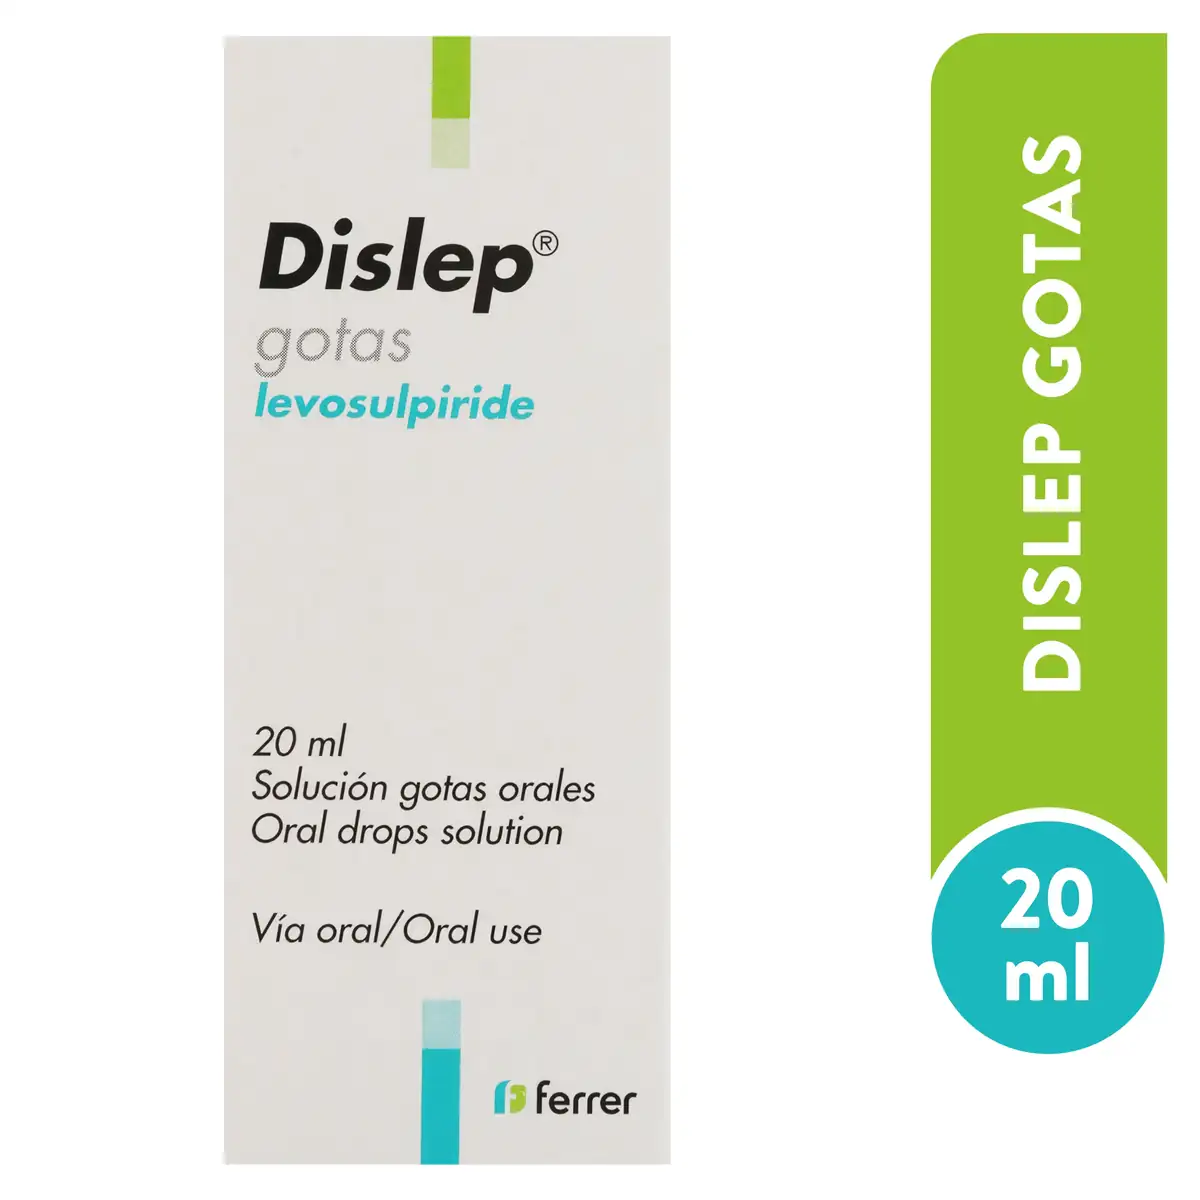 Dislep®
gotas
levosulpiride
20 ml
Solución gotas orales
Oral drops solution
Vía oral/Oral use
ferrer
DISLEP GOTAS
20
ml